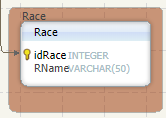 Race
Race
idRace INTEGER
RName VARCHAR(50)